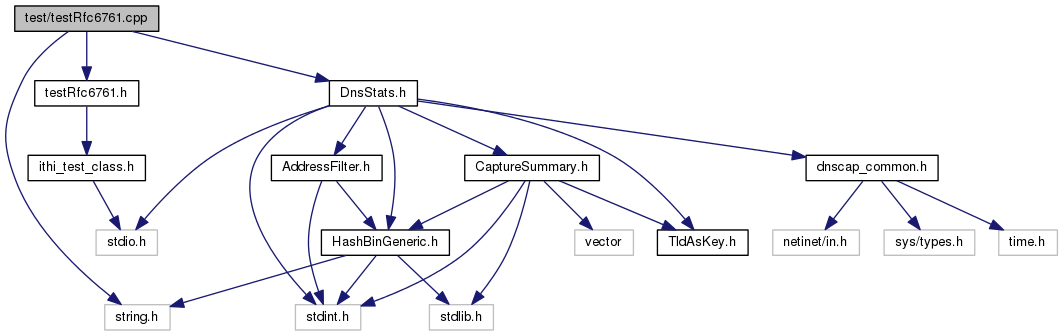 test/testRfc6761.cpp
testRfc6761.h
DnsStats.h
ithi_test_class.h
AddressFilter.h
CaptureSummary.h
dnscap_common.h
stdio.h
HashBinGeneric.h
vector
TldAsKey.h
netinet/in.h
sys/types.h
time.h
string.h
stdint.h
stdlib.h